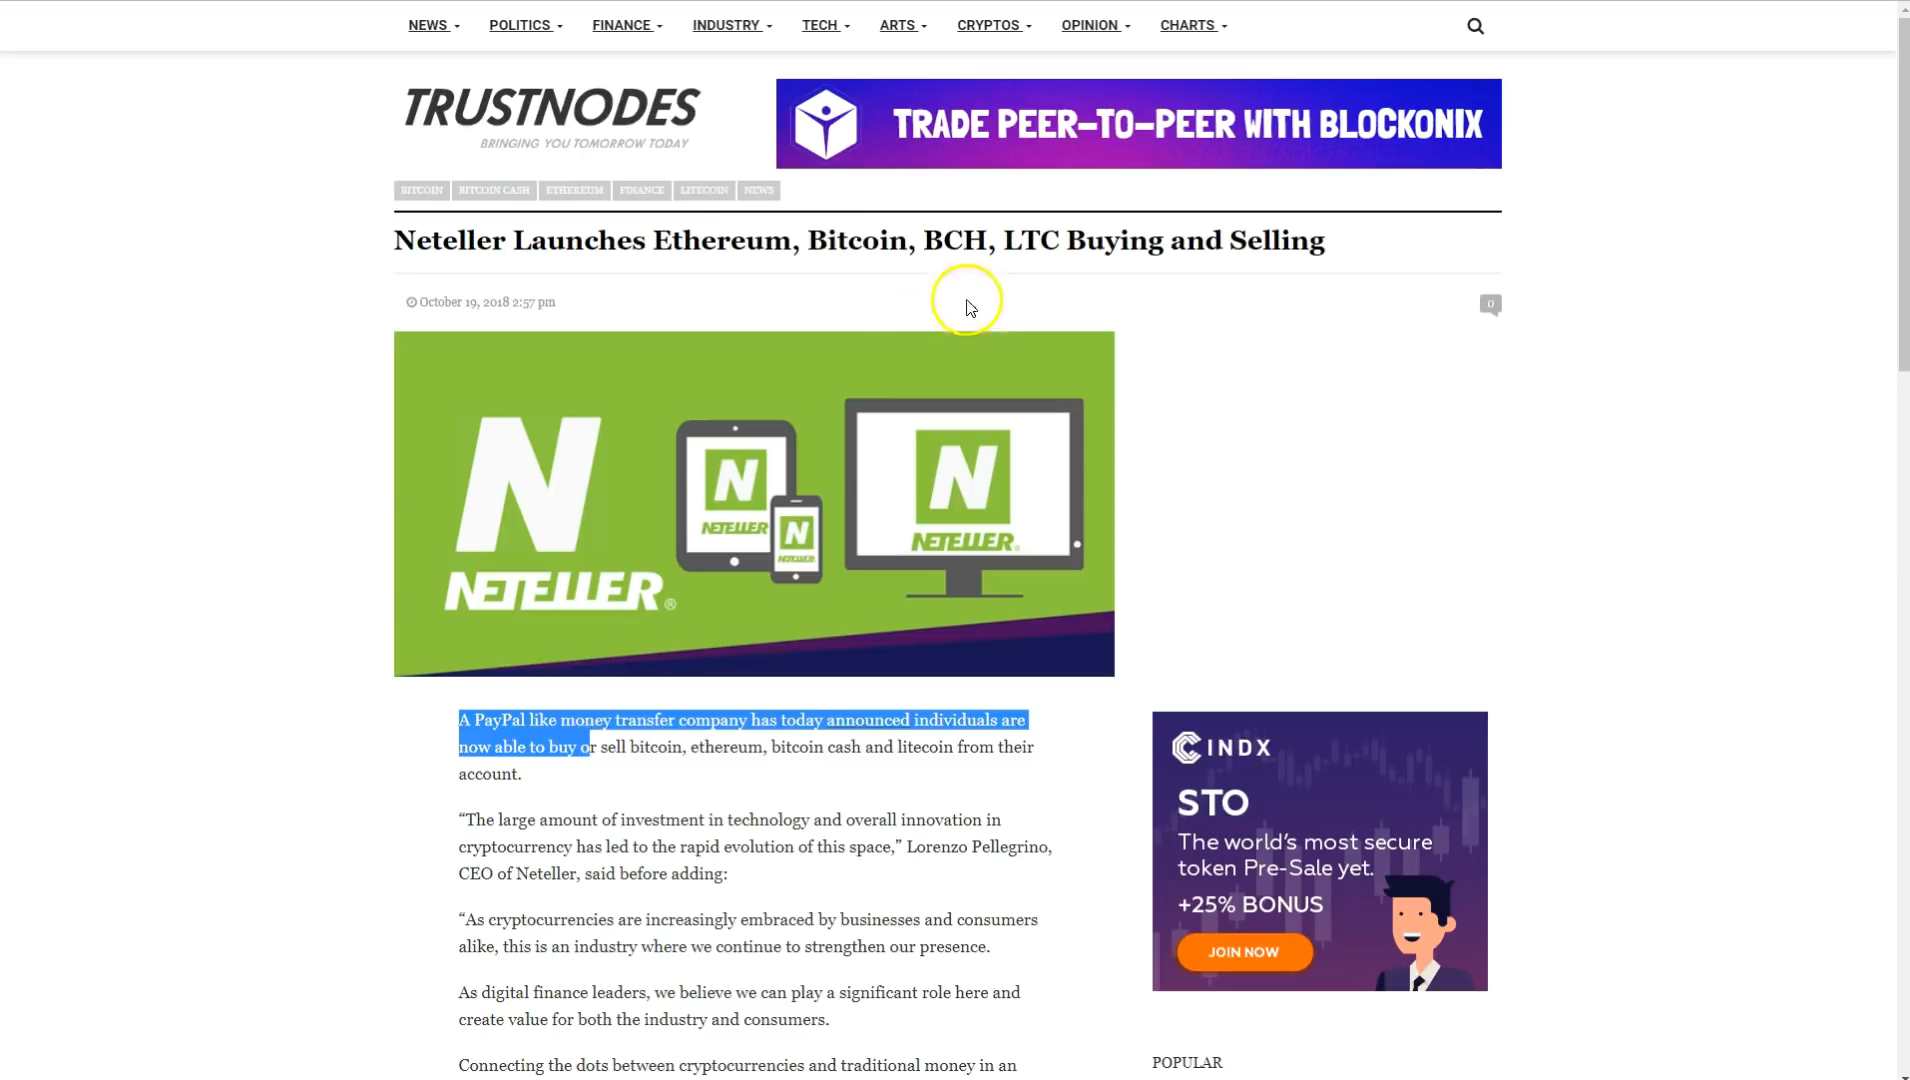 NEWS POLITICS FINANCE INDUSTRY TECH ARTS CRYPTOS OPINION CHARTS
TRUSTNODES
BRINGING YOU TOMORROW TODAY
TRADE PEER-TO-PEER WITH BLOCKONIX
BITCOIN BITCOIN CASH ETHEREUM FINANCE LITECOIN NEWS
Neteller Launches Ethereum, Bitcoin, BCH, LTC Buying and Selling
October 19, 2018 2:57 pm
0
N
NETELLER®
N
NETELLER
N
NETELLER
N
NETELLER®
A PayPal like money transfer company has today announced individuals are
now able to buy or sell bitcoin, ethereum, bitcoin cash and litecoin from their
account.
“The large amount of investment in technology and overall innovation in
cryptocurrency has led to the rapid evolution of this space,” Lorenzo Pellegrino,
CEO of Neteller, said before adding:
“As cryptocurrencies are increasingly embraced by businesses and consumers
alike, this is an industry where we continue to strengthen our presence.
As digital finance leaders, we believe we can play a significant role here and
create value for both the industry and consumers.
Connecting the dots between cryptocurrencies and traditional money in an
INDX
STO
The world's most secure
token Pre-Sale yet.
+25% BONUS
JOIN NOW
POPULAR